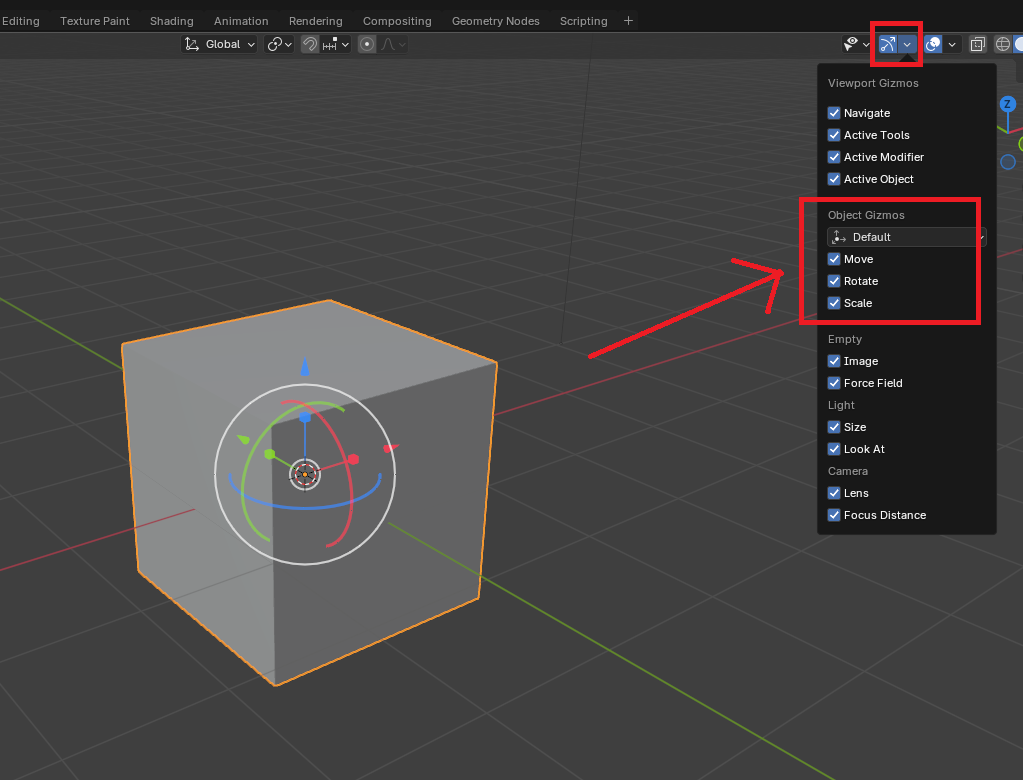 Editing Texture Paint Shading Animation Rendering Compositing Geometry Nodes Scripting +
Global
Viewport Gizmos
Navigate
Active Tools
Active Modifier
Active Object
Object Gizmos
Default
Move
Rotate
Scale
Empty
Image
Force Field
Light
Size
Look At
Camera
Lens
Focus Distance
Z